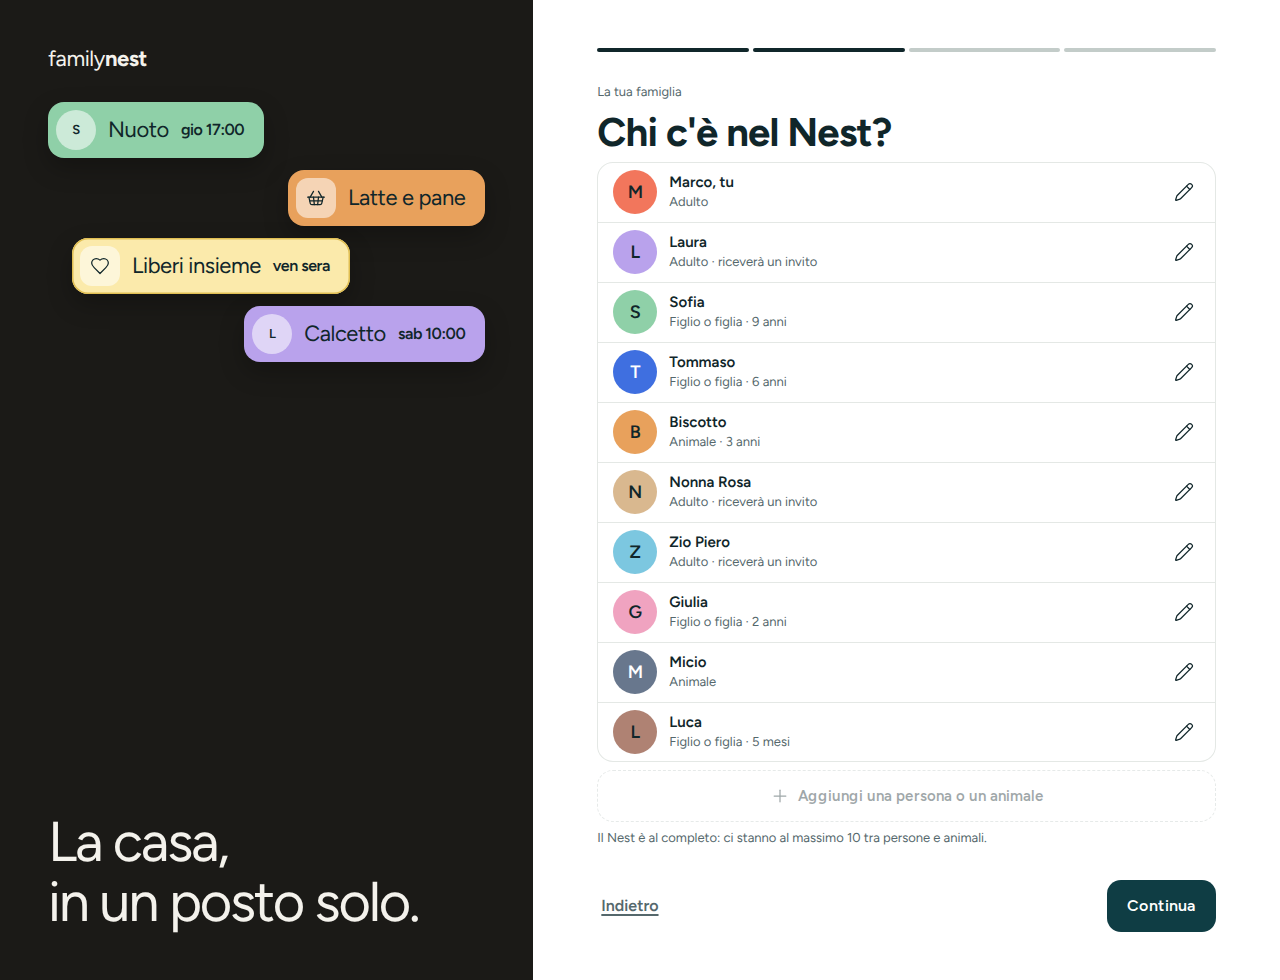 familynest
S Nuoto gio 17:00
Latte e pane
Liberi insieme ven sera
L Calcetto sab 10:00
La casa,
in un posto solo.
La tua famiglia
Chi c'è nel Nest?
M
Marco, tu
Adulto
L
Laura
Adulto · riceverà un invito
S
Sofia
Figlio o figlia · 9 anni
T
Tommaso
Figlio o figlia · 6 anni
B
Biscotto
Animale · 3 anni
N
Nonna Rosa
Adulto · riceverà un invito
Z
Zio Piero
Adulto · riceverà un invito
G
Giulia
Figlio o figlia · 2 anni
M
Micio
Animale
L
Luca
Figlio o figlia · 5 mesi
Aggiungi una persona o un animale
Il Nest è al completo: ci stanno al massimo 10 tra persone e animali.
Indietro
Continua